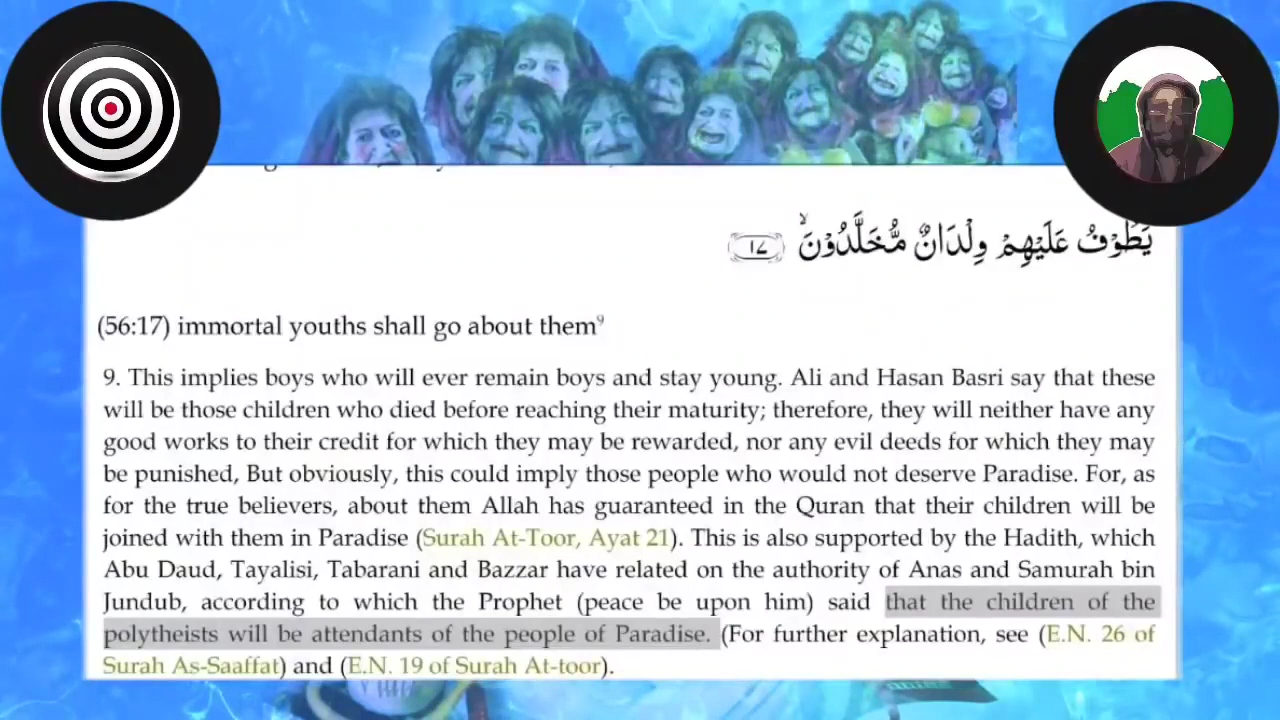 يَطُوْفُ عَلَيْهِمْ وِلْدَانٌ مُّخَلَّدُوْنَۙ ١٧
(56:17) immortal youths shall go about them⁹
9. This implies boys who will ever remain boys and stay young. Ali and Hasan Basri say that these
will be those children who died before reaching their maturity; therefore, they will neither have any
good works to their credit for which they may be rewarded, nor any evil deeds for which they may
be punished, But obviously, this could imply those people who would not deserve Paradise. For, as
for the true believers, about them Allah has guaranteed in the Quran that their children will be
joined with them in Paradise (Surah At-Toor, Ayat 21). This is also supported by the Hadith, which
Abu Daud, Tayalisi, Tabarani and Bazzar have related on the authority of Anas and Samurah bin
Jundub, according to which the Prophet (peace be upon him) said that the children of the
polytheists will be attendants of the people of Paradise. (For further explanation, see (E.N. 26 of
Surah As-Saaffat) and (E.N. 19 of Surah At-toor).